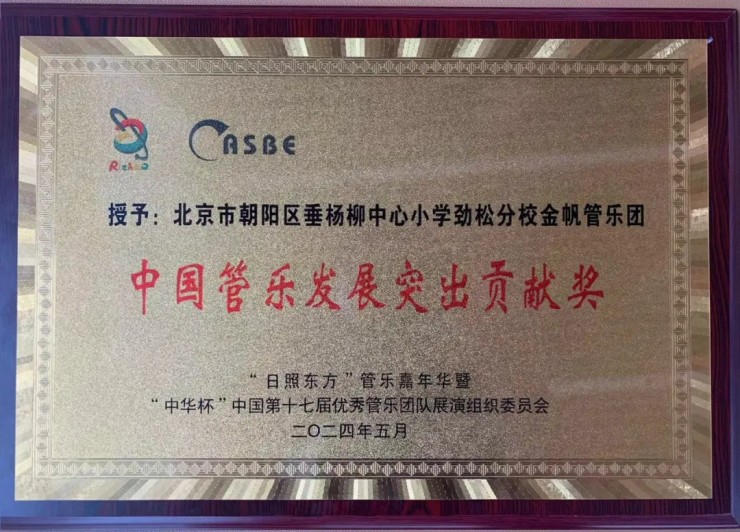 Rizhao
CASBE
授予：北京市朝阳区垂杨柳中心小学劲松分校金帆管乐团
中国管乐发展突出贡献奖
“日照东方”管乐嘉年华暨
“中华杯”中国第十七届优秀管乐团队展演组织委员会
二〇二四年五月